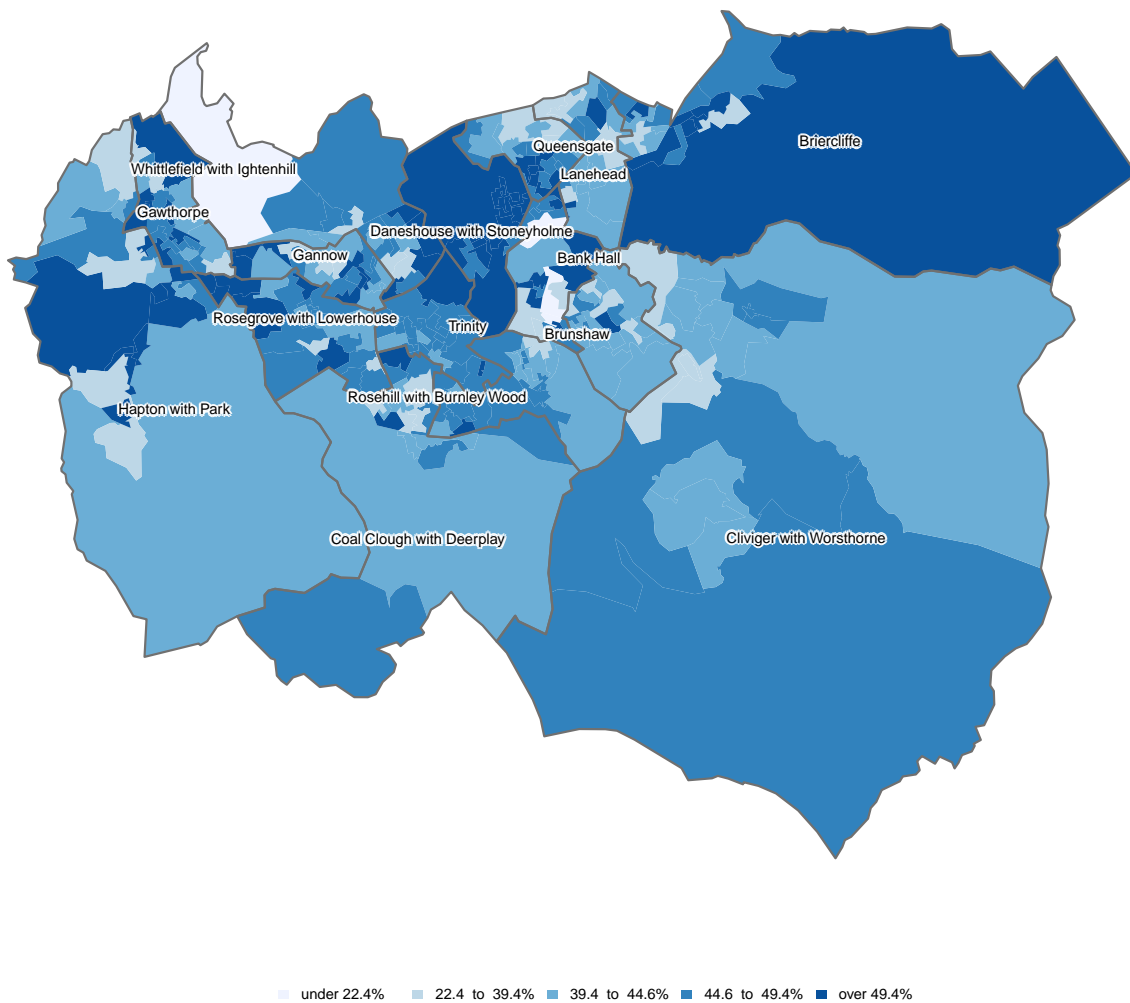 Briercliffe
Queensgate
Whittlefield with Ightenhill
Lanehead
Gawthorpe
Daneshouse with Stoneyholme
Gannow
Bank Hall
Rosegrove with Lowerhouse
Trinity
Brunshaw
Rosehill with Burnley Wood
Hapton with Park
Coal Clough with Deerplay
Cliviger with Worsthorne
under 22.4% 22.4 to 39.4% 39.4 to 44.6% 44.6 to 49.4% over 49.4%